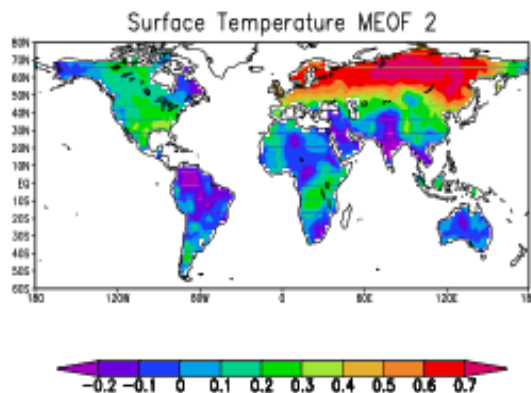 Surface Temperature MEOF 2
80N
70N
60N
50N
40N
30N
20N
10N
EQ
10S
20S
30S
40S
50S
60S
180 120W 60W 0 60E 120E 180
-0.2 -0.1 0 0.1 0.2 0.3 0.4 0.5 0.6 0.7